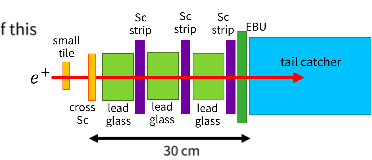 f this
small
tile
Sc
strip
Sc
strip
Sc
strip
EBU
e⁺
tail catcher
cross
Sc
lead
glass
lead
glass
lead
glass
30 cm